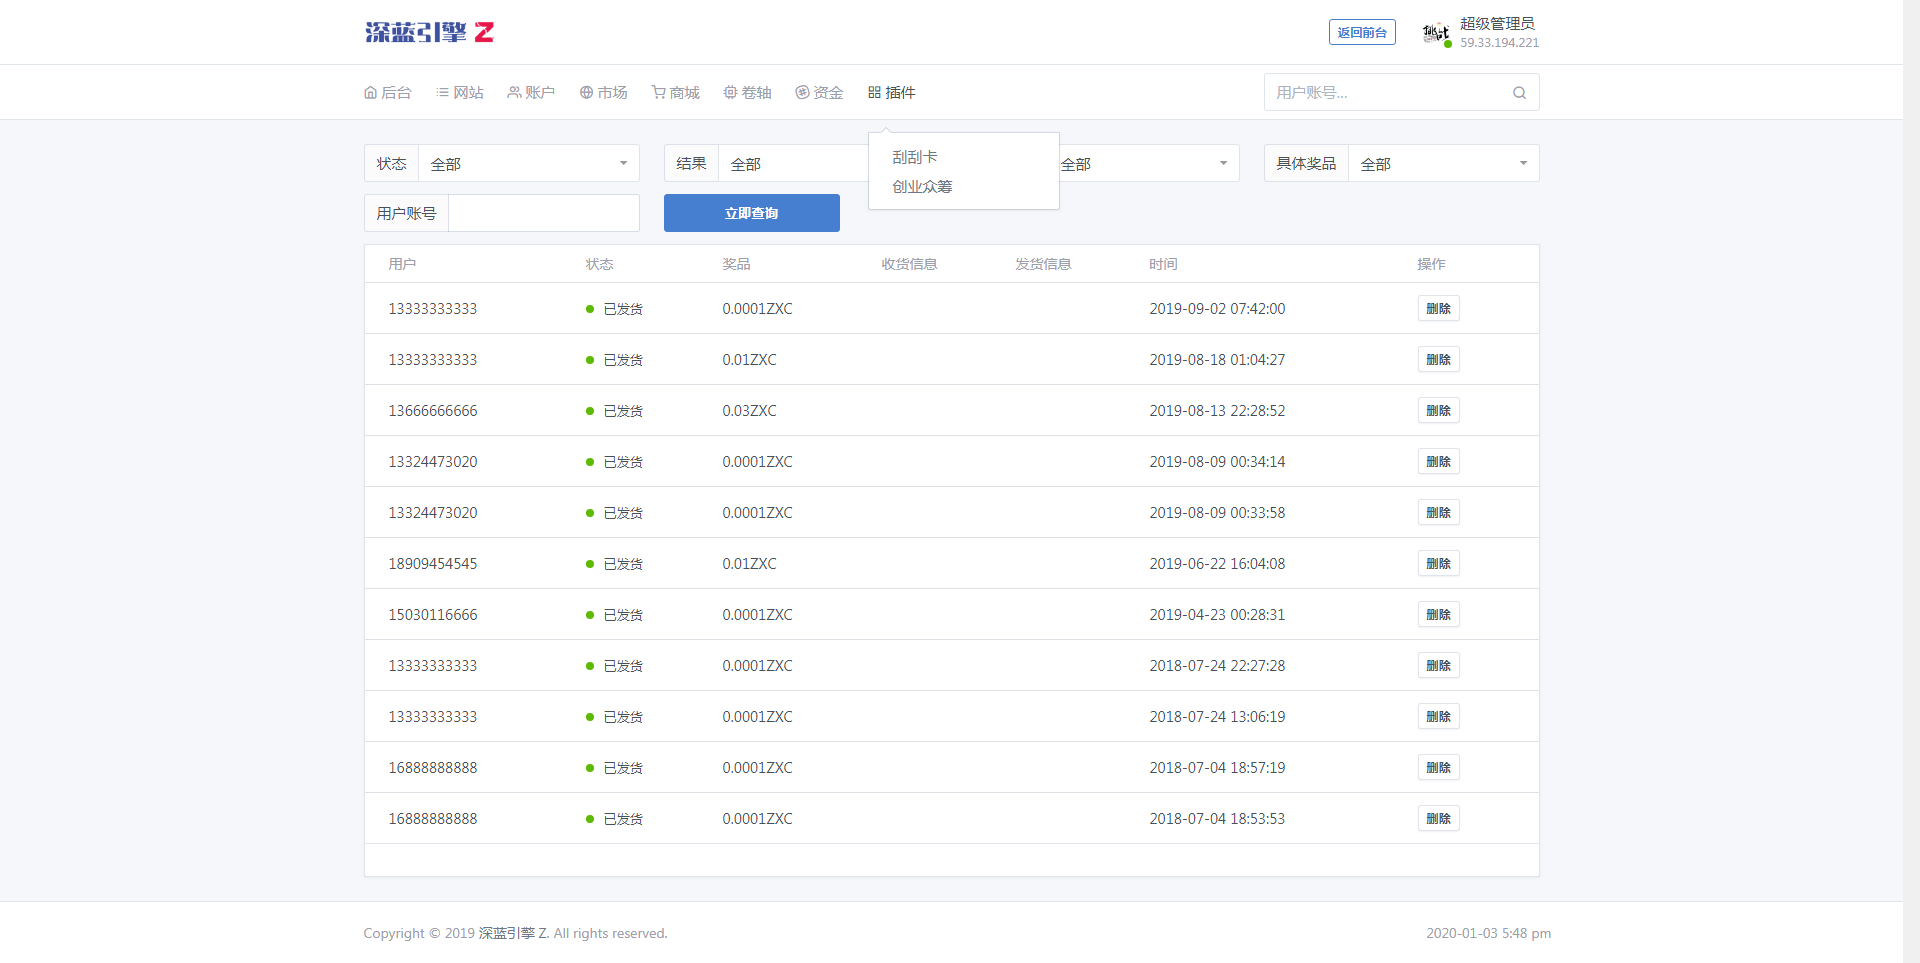 深蓝引擎 Z
返回前台
超级管理员
59.33.194.221
后台 网站 账户 市场 商城 卷轴 资金 插件
用户账号...
刮刮卡
创业众筹
状态 全部 结果 全部 全部 具体奖品 全部
用户账号 立即查询
用户 状态 奖品 收货信息 发货信息 时间 操作
13333333333 已发货 0.0001ZXC 2019-09-02 07:42:00 删除
13333333333 已发货 0.01ZXC 2019-08-18 01:04:27 删除
13666666666 已发货 0.03ZXC 2019-08-13 22:28:52 删除
13324473020 已发货 0.0001ZXC 2019-08-09 00:34:14 删除
13324473020 已发货 0.0001ZXC 2019-08-09 00:33:58 删除
18909454545 已发货 0.01ZXC 2019-06-22 16:04:08 删除
15030116666 已发货 0.0001ZXC 2019-04-23 00:28:31 删除
13333333333 已发货 0.0001ZXC 2018-07-24 22:27:28 删除
13333333333 已发货 0.0001ZXC 2018-07-24 13:06:19 删除
16888888888 已发货 0.0001ZXC 2018-07-04 18:57:19 删除
16888888888 已发货 0.0001ZXC 2018-07-04 18:53:53 删除
Copyright © 2019 深蓝引擎 Z. All rights reserved.
2020-01-03 5:48 pm